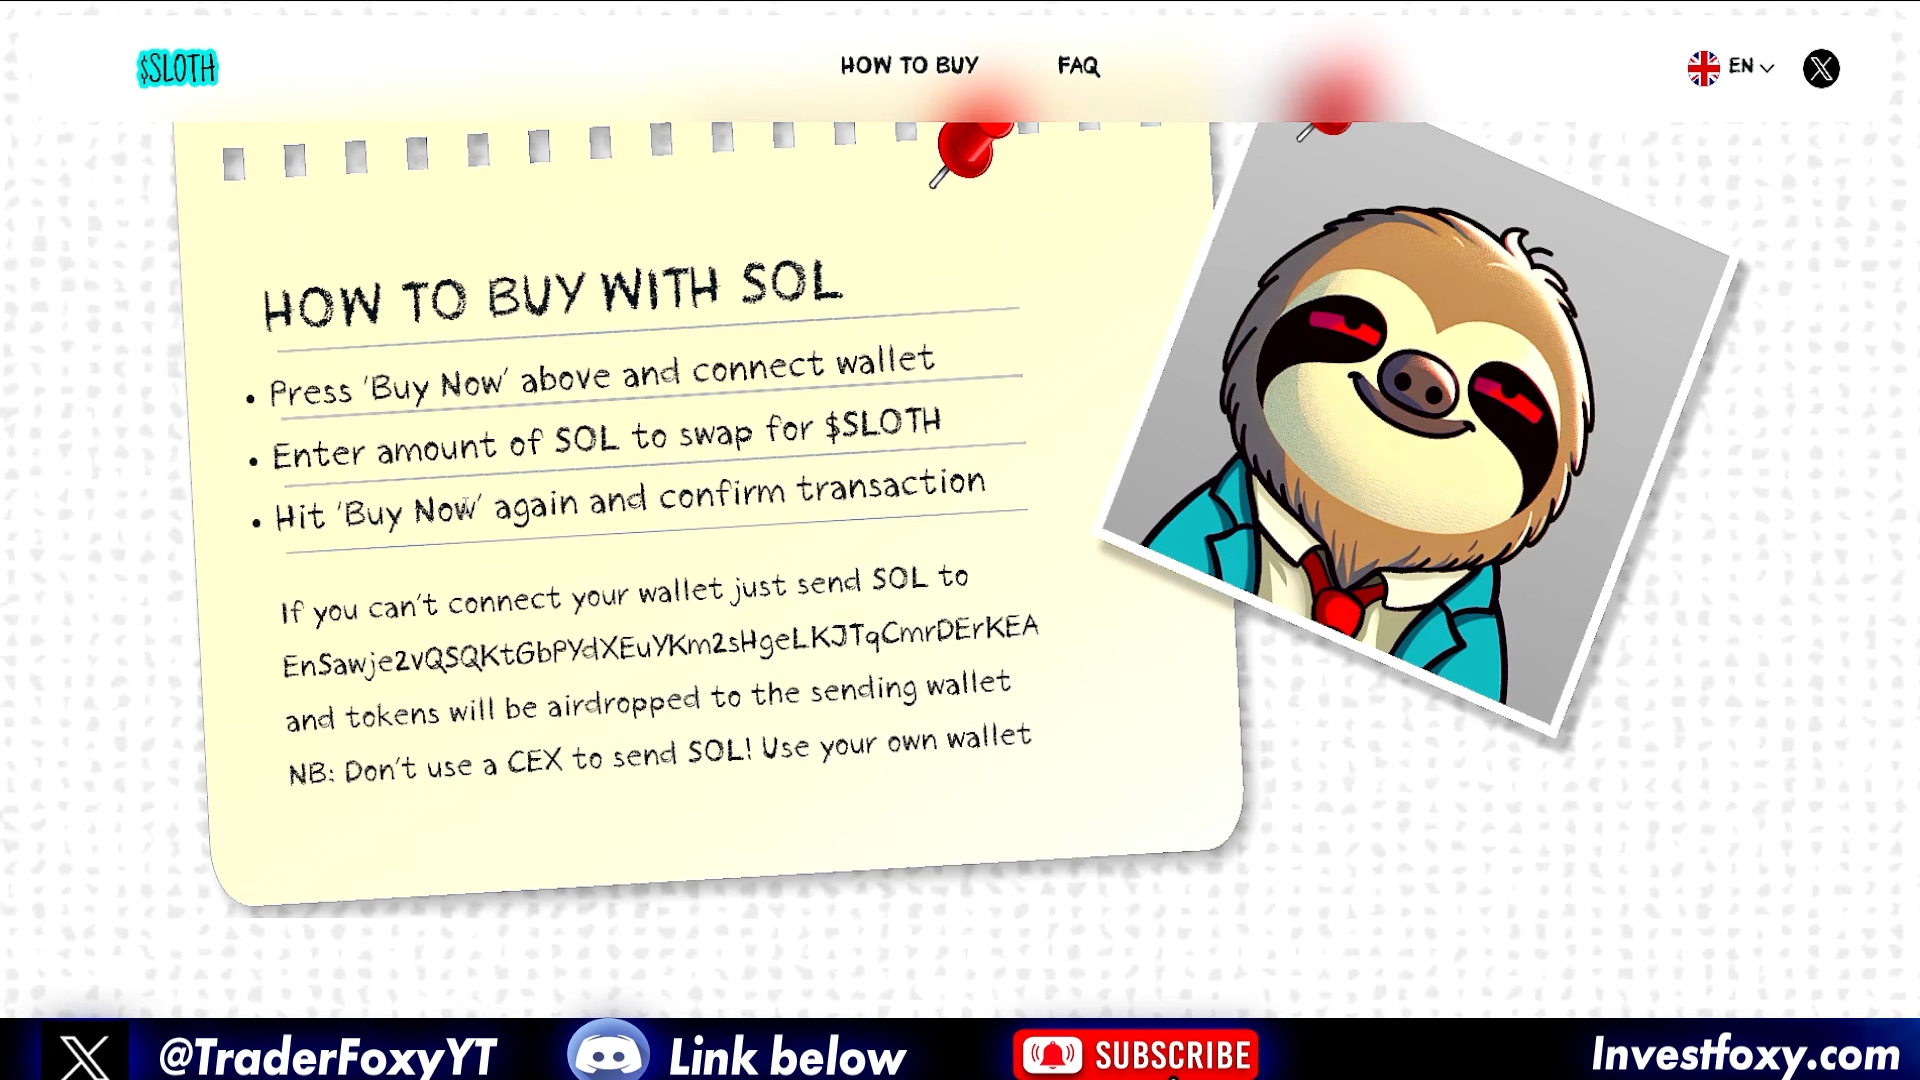 $SLOTH
HOW TO BUY
FAQ
EN
HOW TO BUY WITH SOL
• Press 'Buy Now' above and connect wallet
• Enter amount of SOL to swap for $SLOTH
• Hit 'Buy Now' again and confirm transaction
If you can't connect your wallet just send SOL to
EnSawje2vQSQKtGbPYdXEuYKm2sHgeLKJTqCmrDErKEA
and tokens will be airdropped to the sending wallet
NB: Don't use a CEX to send SOL! Use your own wallet
@TraderFoxyYT
Link below
SUBSCRIBE
Investfoxy.com